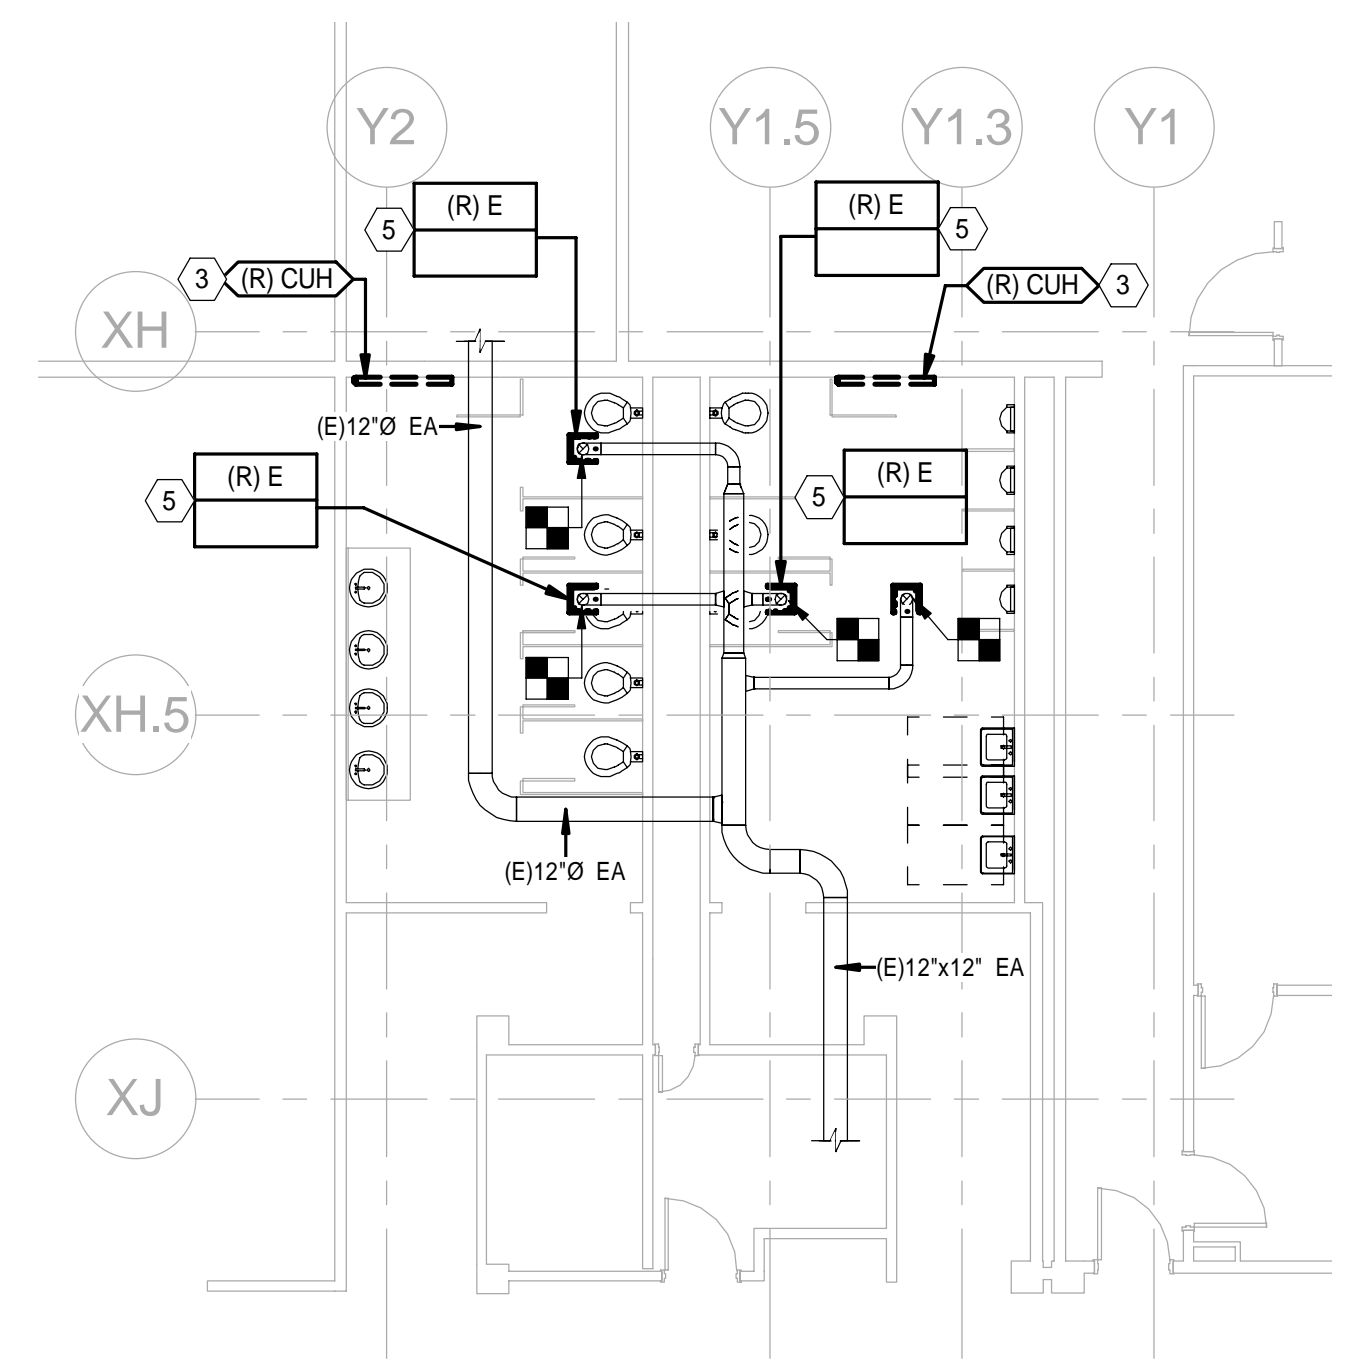 Y2
Y1.5
Y1.3
Y1
(R) E
5
(R) E
5
3
(R) CUH
(R) CUH
3
XH
(E)12"Ø EA
(R) E
5
(R) E
5
XH.5
(E)12"Ø EA
(E)12"x12" EA
XJ